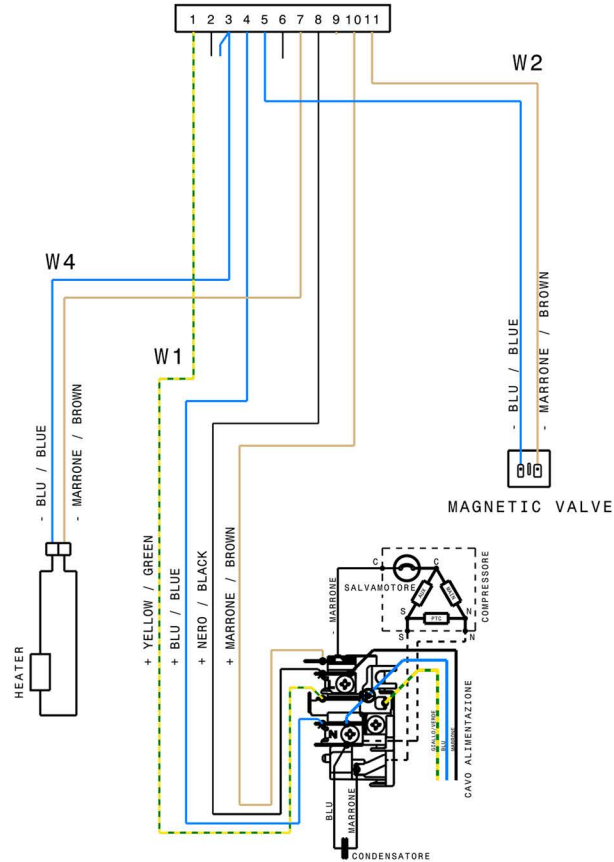 1 2 3 4 5 6 7 8 9 10 11
W2
W4
W1
- BLU / BLUE
- MARRONE / BROWN
- BLU / BLUE
- MARRONE / BROWN
MAGNETIC VALVE
+ YELLOW / GREEN
+ BLU / BLUE
+ NERO / BLACK
+ MARRONE / BROWN
HEATER
- MARRONE
C
C
SALVAMOTORE
AUX
MAIN
S
N
PTC
S
N
COMPRESSORE
N
GIALLO/VERDE
BLU
MARRONE
CAVO ALIMENTAZIONE
BLU
MARRONE
CONDENSATORE